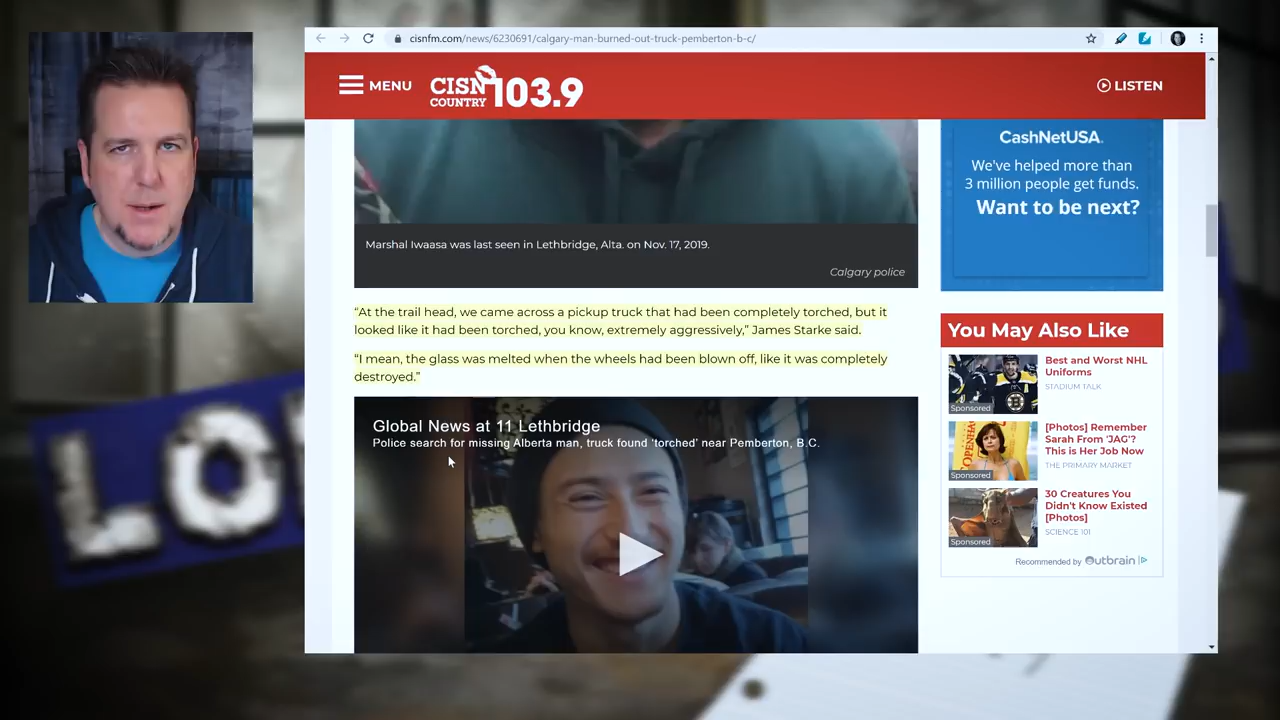 cisnfm.com/news/6230691/calgary-man-burned-out-truck-pemberton-b-c/
MENU
CISN
COUNTRY
103.9
LISTEN
Marshal Iwaasa was last seen in Lethbridge, Alta. on Nov. 17, 2019.
Calgary police
“At the trail head, we came across a pickup truck that had been completely torched, but it
looked like it had been torched, you know, extremely aggressively,” James Starke said.
“I mean, the glass was melted when the wheels had been blown off, like it was completely
destroyed.”
Global News at 11 Lethbridge
Police search for missing Alberta man, truck found ‘torched’ near Pemberton, B.C.
CashNetUSA.
We've helped more than
3 million people get funds.
Want to be next?
You May Also Like
Best and Worst NHL
Uniforms
STADIUM TALK
Sponsored
[Photos] Remember
Sarah From 'JAG'?
This is Her Job Now
THE PRIMARY MARKET
Sponsored
30 Creatures You
Didn't Know Existed
[Photos]
SCIENCE 101
Sponsored
Recommended by Outbrain
LO